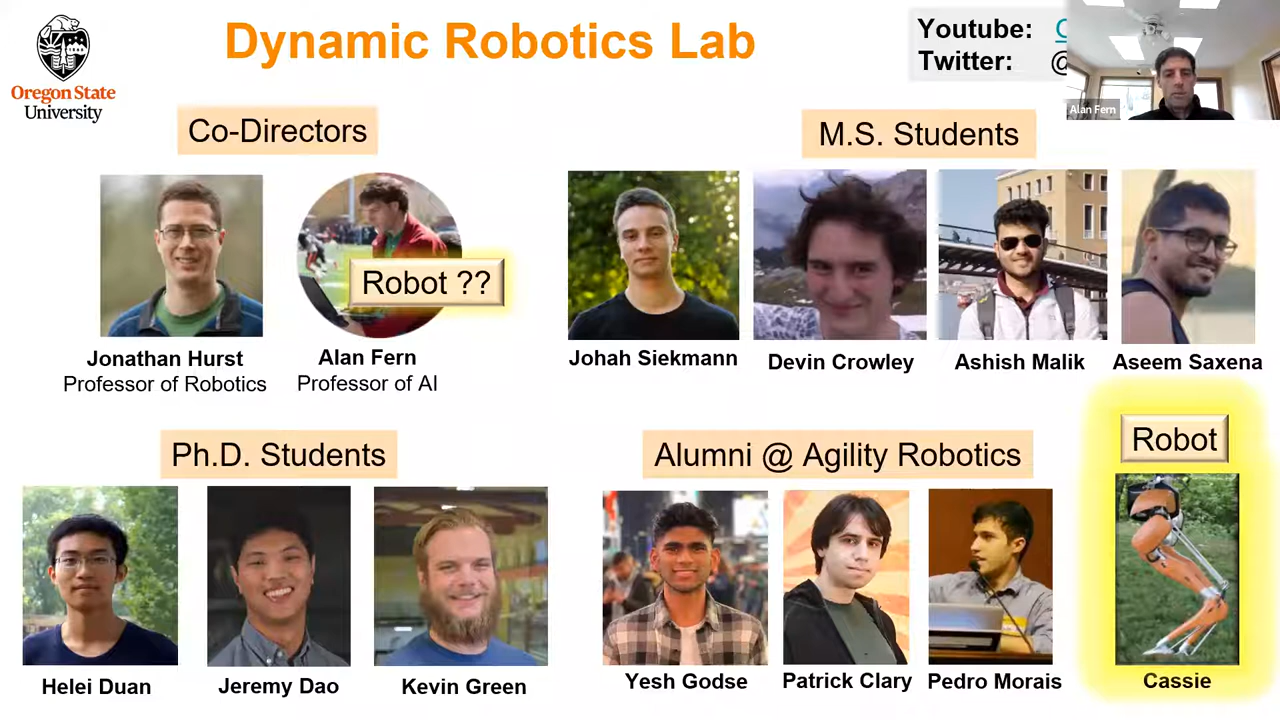 Dynamic Robotics Lab
Youtube:
Twitter: @
Alan Fern
Oregon State
University
Co-Directors
M.S. Students
Robot ??
Jonathan Hurst
Professor of Robotics
Alan Fern
Professor of AI
Johah Siekmann
Devin Crowley
Ashish Malik
Aseem Saxena
Ph.D. Students
Alumni @ Agility Robotics
Robot
Helei Duan
Jeremy Dao
Kevin Green
Yesh Godse
Patrick Clary
Pedro Morais
Cassie